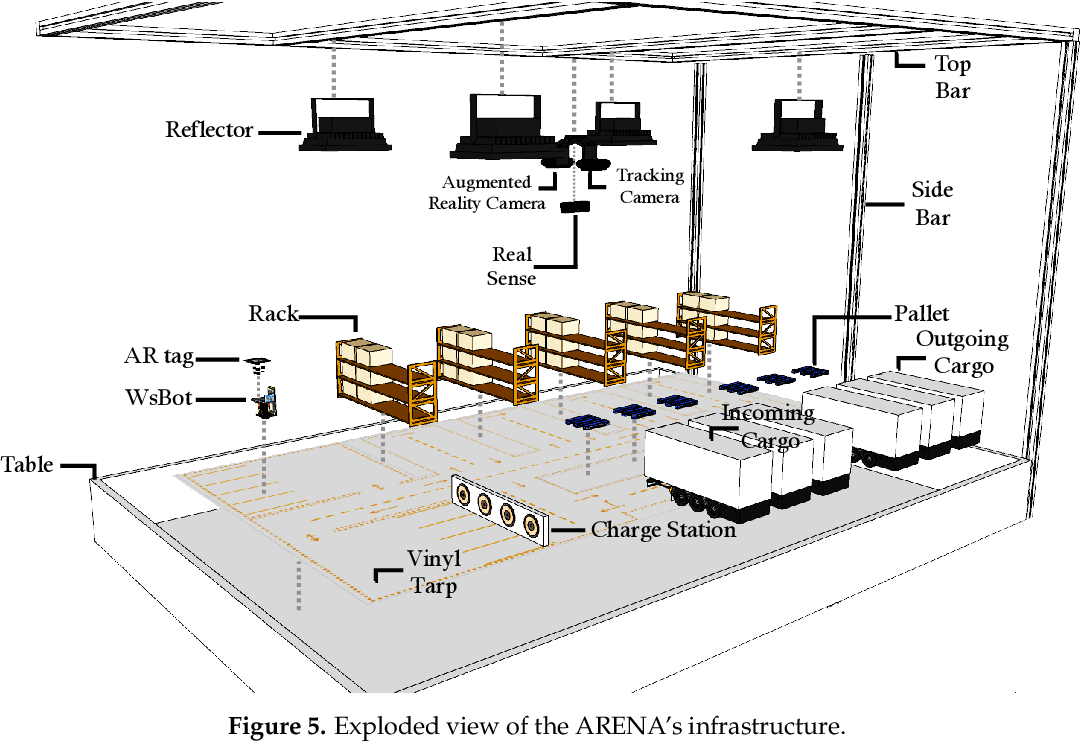 Top
Bar
Reflector
Augmented
Reality Camera
Tracking
Camera
Side
Bar
Real
Sense
Rack
Pallet
Outgoing
Cargo
AR tag
WsBot
Incoming
Cargo
Table
Charge Station
Vinyl
Tarp
Figure 5. Exploded view of the ARENA's infrastructure.